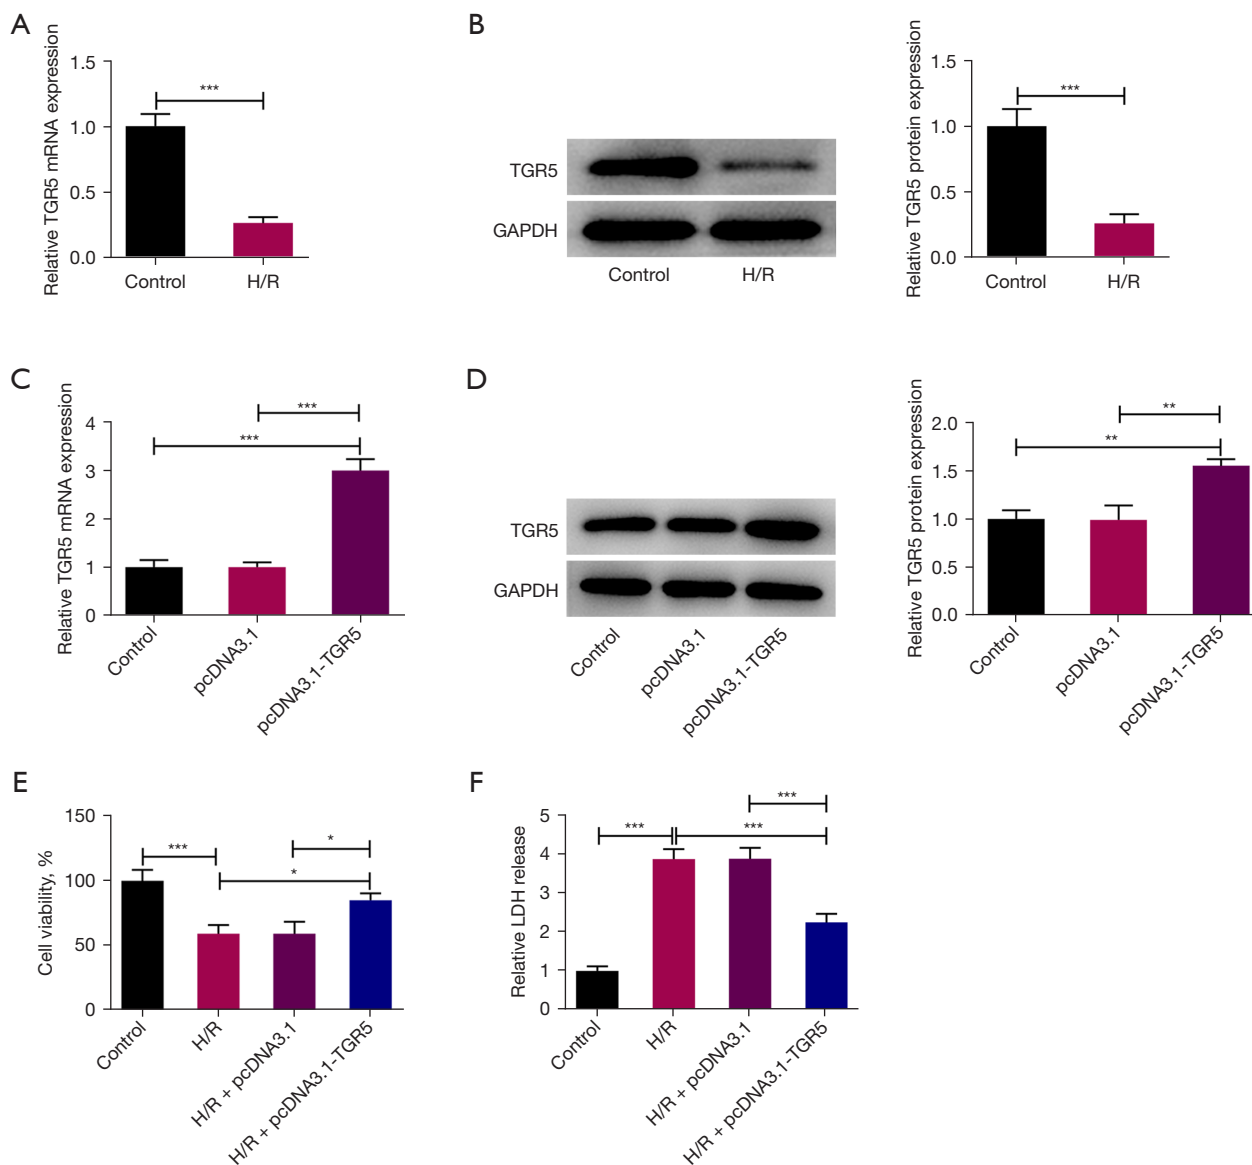 A
Relative TGR5 mRNA expression
1.5
1.0
0.5
0.0
***
Control
H/R
B
TGR5
GAPDH
Control
H/R
Relative TGR5 protein expression
1.5
1.0
0.5
0.0
***
Control
H/R
C
Relative TGR5 mRNA expression
4
3
2
1
0
***
***
Control
pcDNA3.1
pcDNA3.1-TGR5
D
TGR5
GAPDH
Control
pcDNA3.1
pcDNA3.1-TGR5
Relative TGR5 protein expression
2.0
1.5
1.0
0.5
0.0
**
**
Control
pcDNA3.1
pcDNA3.1-TGR5
E
Cell viability, %
150
100
50
0
***
*
*
Control
H/R
H/R + pcDNA3.1
H/R + pcDNA3.1-TGR5
F
Relative LDH release
5
4
3
2
1
0
***
***
***
Control
H/R
H/R + pcDNA3.1
H/R + pcDNA3.1-TGR5